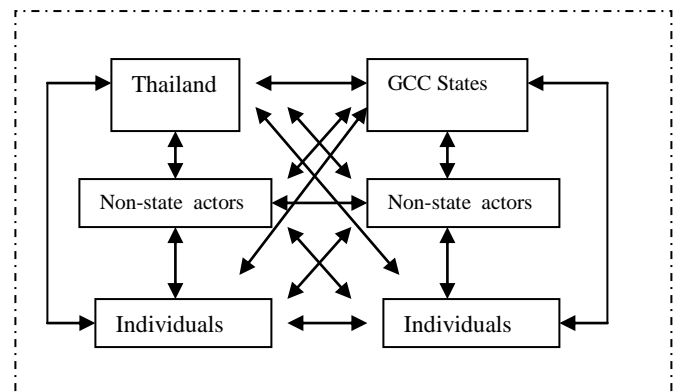 Thailand
GCC States
Non-state actors
Non-state actors
Individuals
Individuals